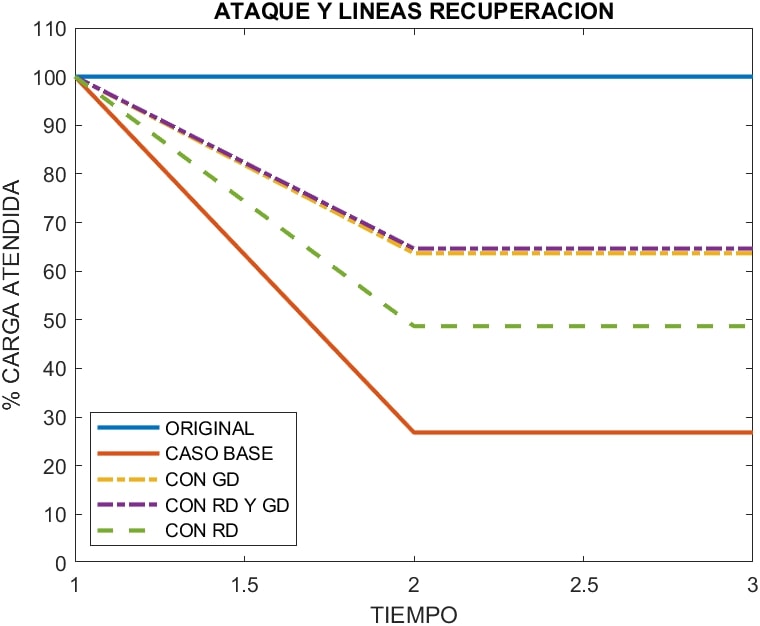 ATAQUE Y LINEAS RECUPERACION
110
100
90
80
70
60
50
40
30
20
10
0
% CARGA ATENDIDA
ORIGINAL
CASO BASE
CON GD
CON RD Y GD
CON RD
1
1.5
2
2.5
3
TIEMPO